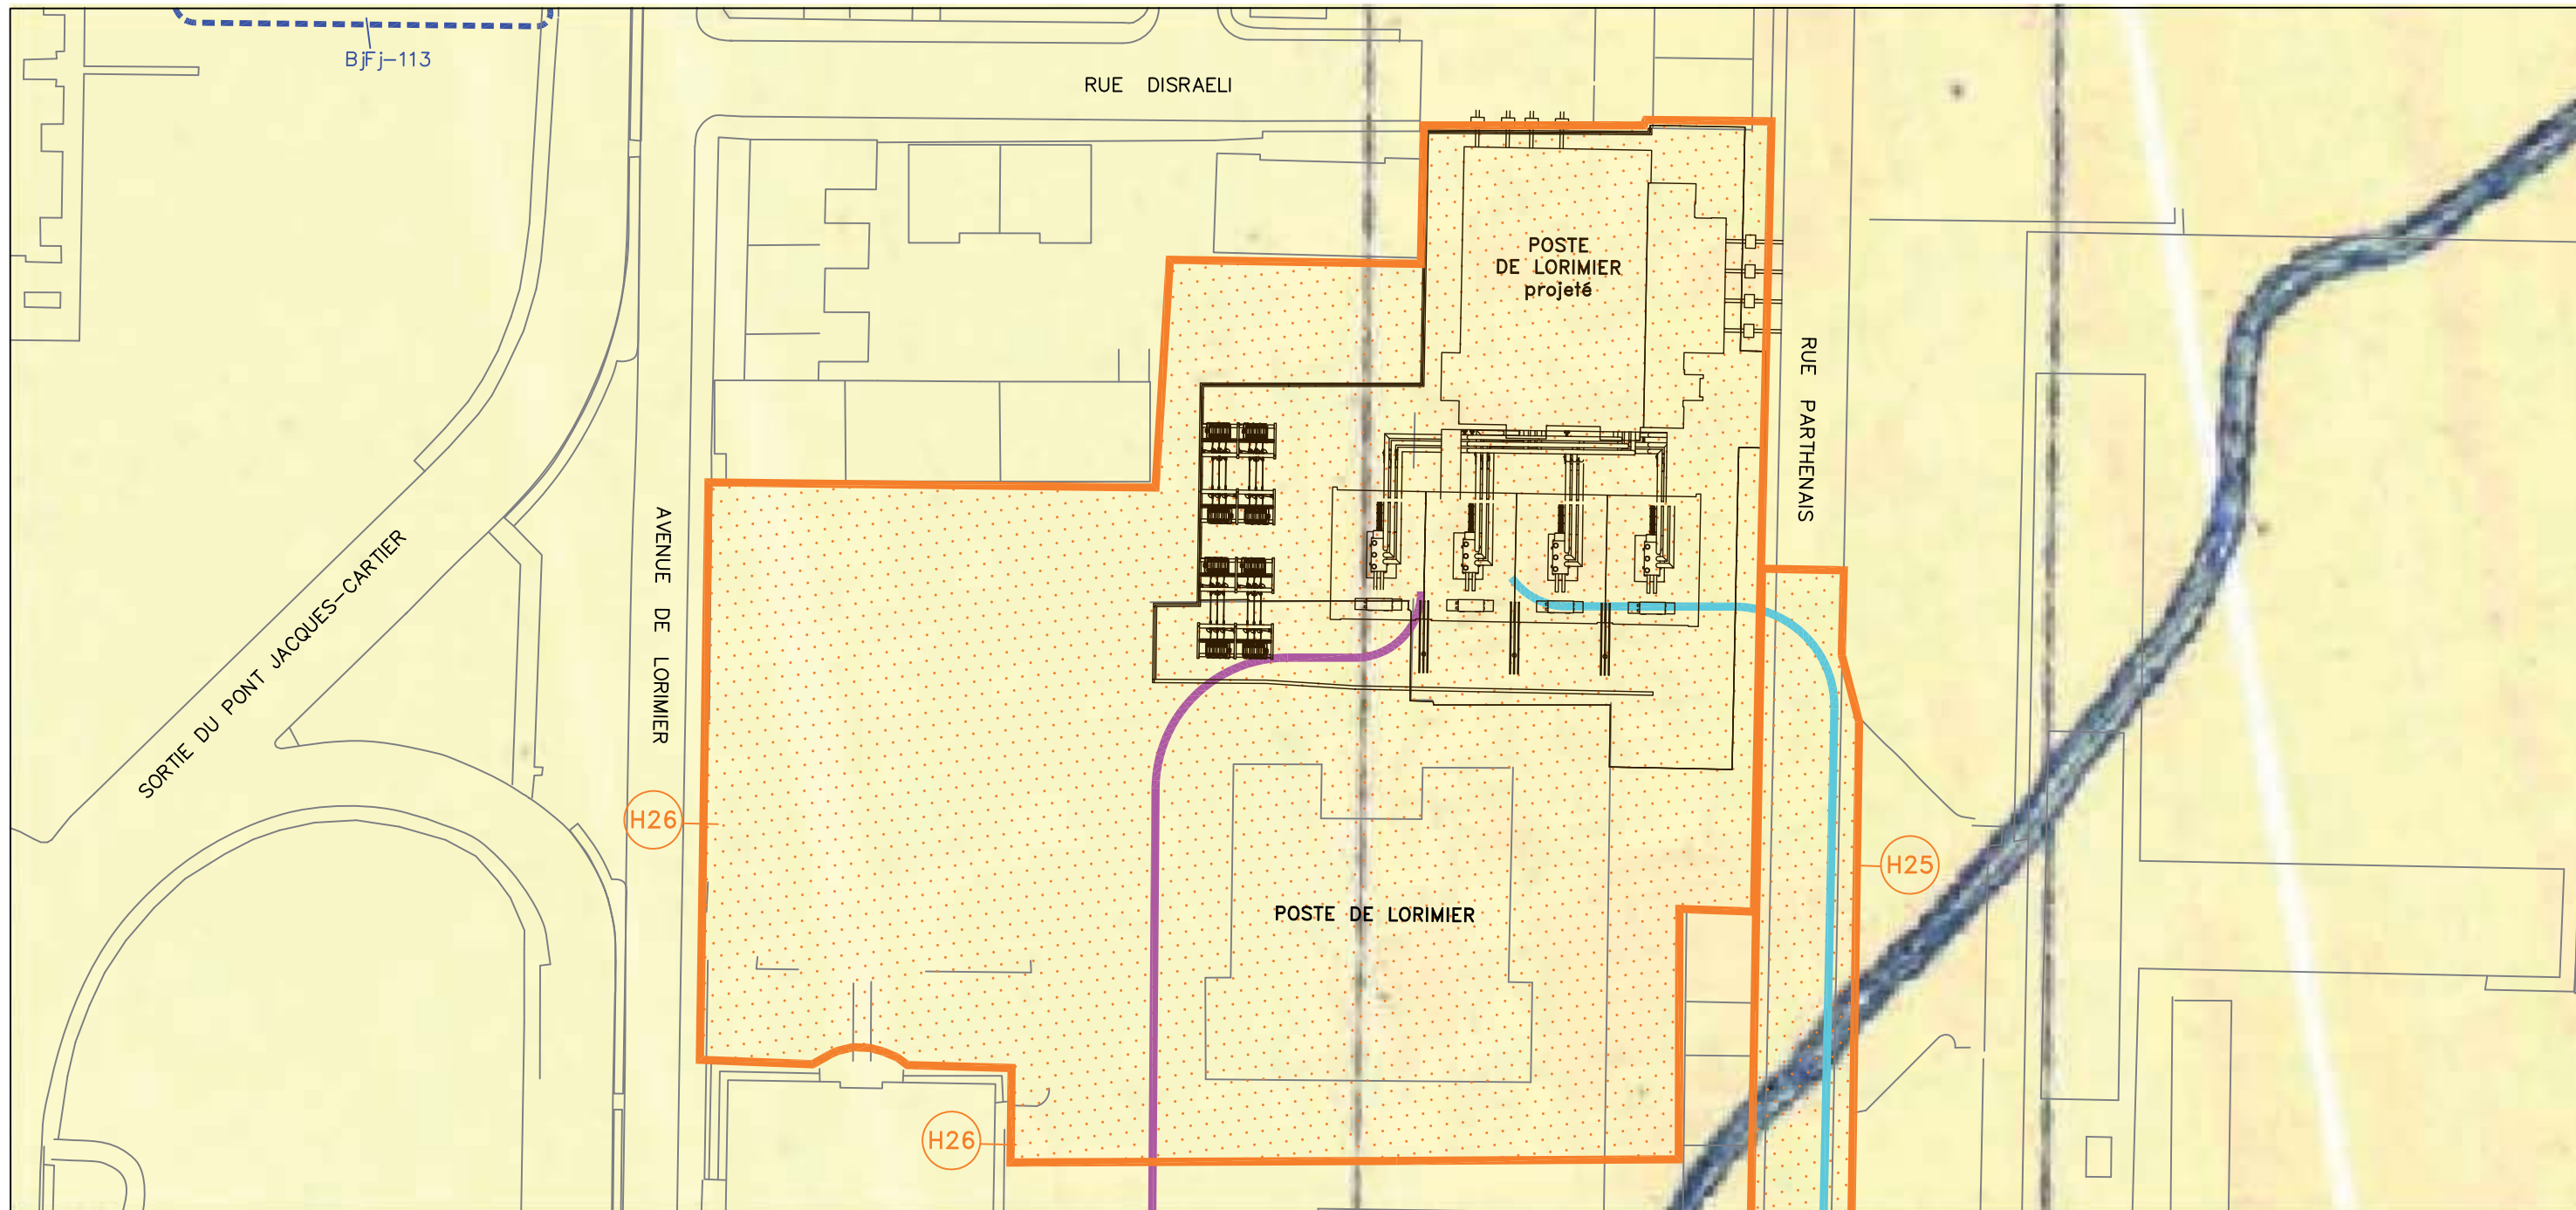 BjFj-113
RUE DISRAELI
POSTE
DE LORIMIER
projeté
RUE PARTHENAIS
AVENUE DE LORIMIER
SORTIE DU PONT JACQUES-CARTIER
H26
H25
POSTE DE LORIMIER
H26